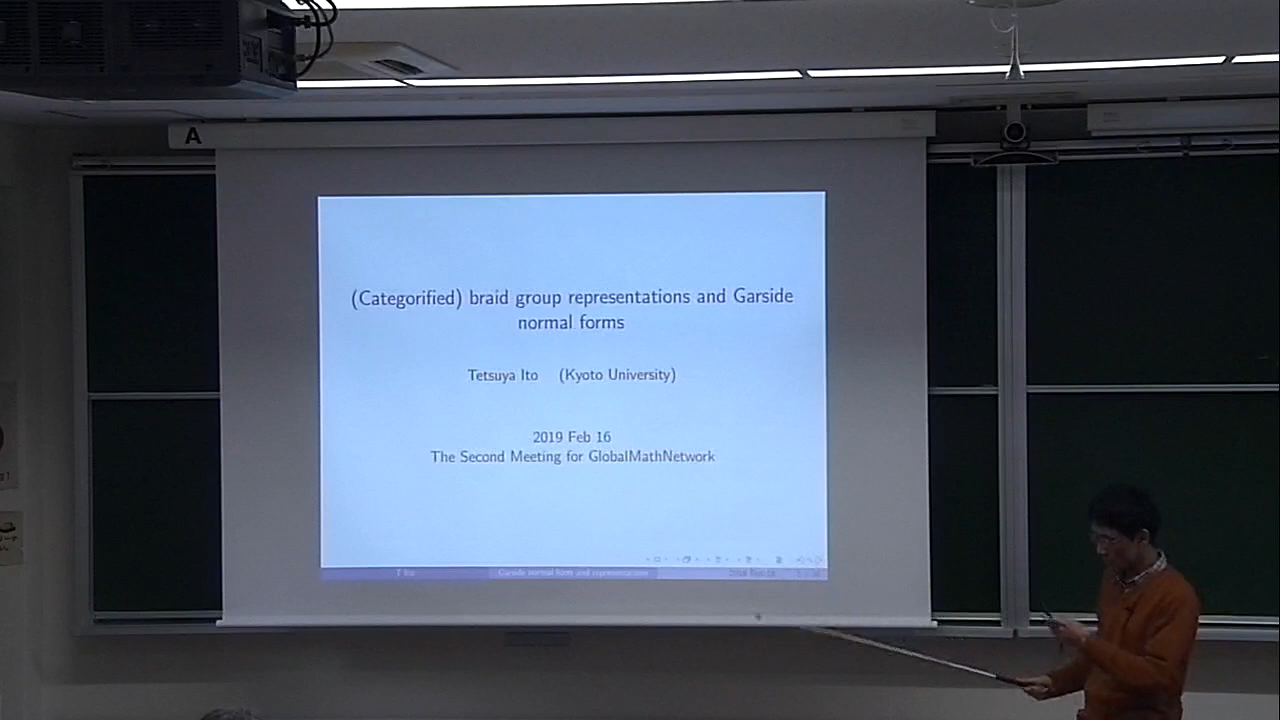 A
(Categorified) braid group representations and Garside
normal forms
Tetsuya Ito (Kyoto University)
2019 Feb 16
The Second Meeting for GlobalMathNetwork
T Ito
Garside normal form and representations